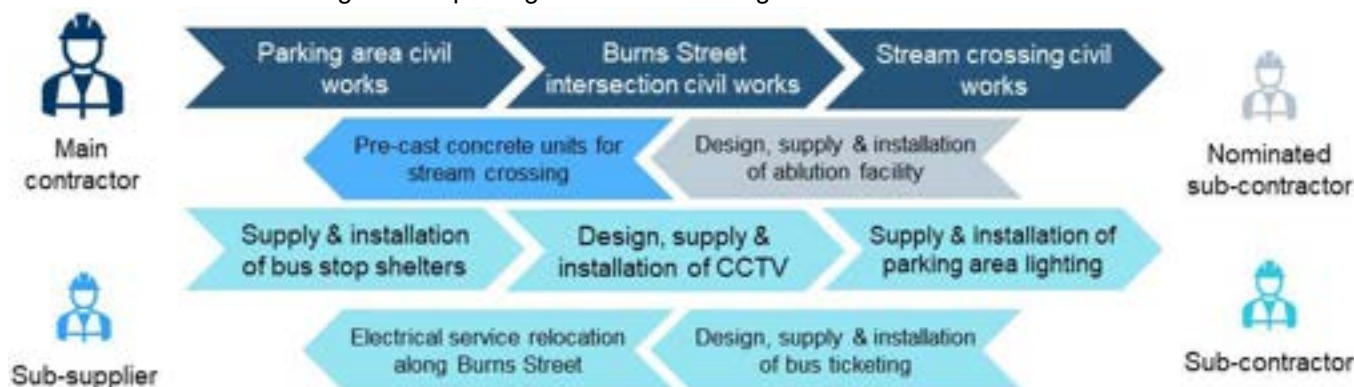 Parking area civil
works
Burns Street
intersection civil works
Stream crossing civil
works
Main
contractor
Pre-cast concrete units for
stream crossing
Design, supply & installation
of ablution facility
Nominated
sub-contractor
Supply & installation
of bus stop shelters
Design, supply &
installation of CCTV
Supply & installation of
parking area lighting
Electrical service relocation
along Burns Street
Design, supply & installation
of bus ticketing
Sub-supplier
Sub-contractor